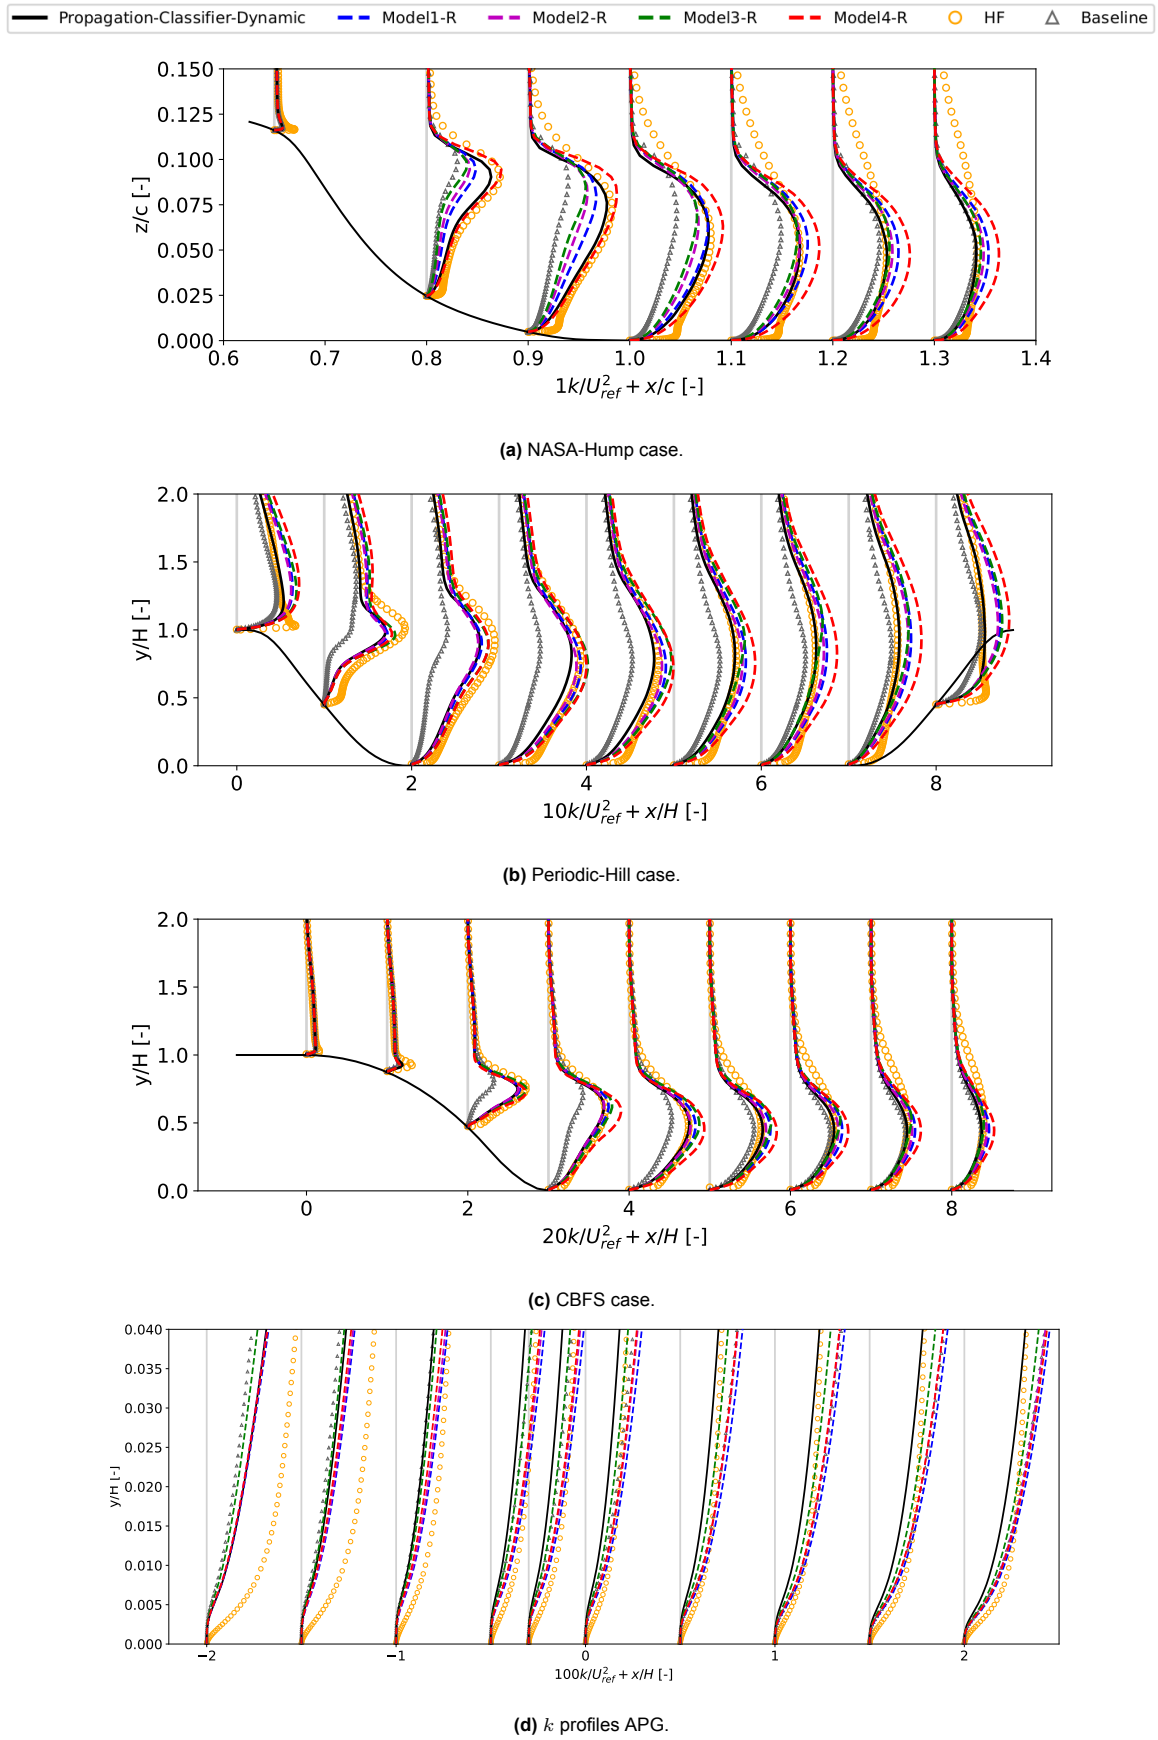 Propagation-Classifier-Dynamic Model1-R Model2-R Model3-R Model4-R HF Baseline
0.150
0.125
0.100
0.075
0.050
0.025
0.000
z/c [-]
0.6 0.7 0.8 0.9 1.0 1.1 1.2 1.3 1.4
1k/U²ref + x/c [-]
(a) NASA-Hump case.
2.0
1.5
1.0
0.5
0.0
y/H [-]
0 2 4 6 8
10k/U²ref + x/H [-]
(b) Periodic-Hill case.
2.0
1.5
1.0
0.5
0.0
y/H [-]
0 2 4 6 8
20k/U²ref + x/H [-]
(c) CBFS case.
0.040
0.035
0.030
0.025
0.020
0.015
0.010
0.005
0.000
y/H [-]
−2 −1 0 1 2
100k/U²ref + x/H [-]
(d) k profiles APG.